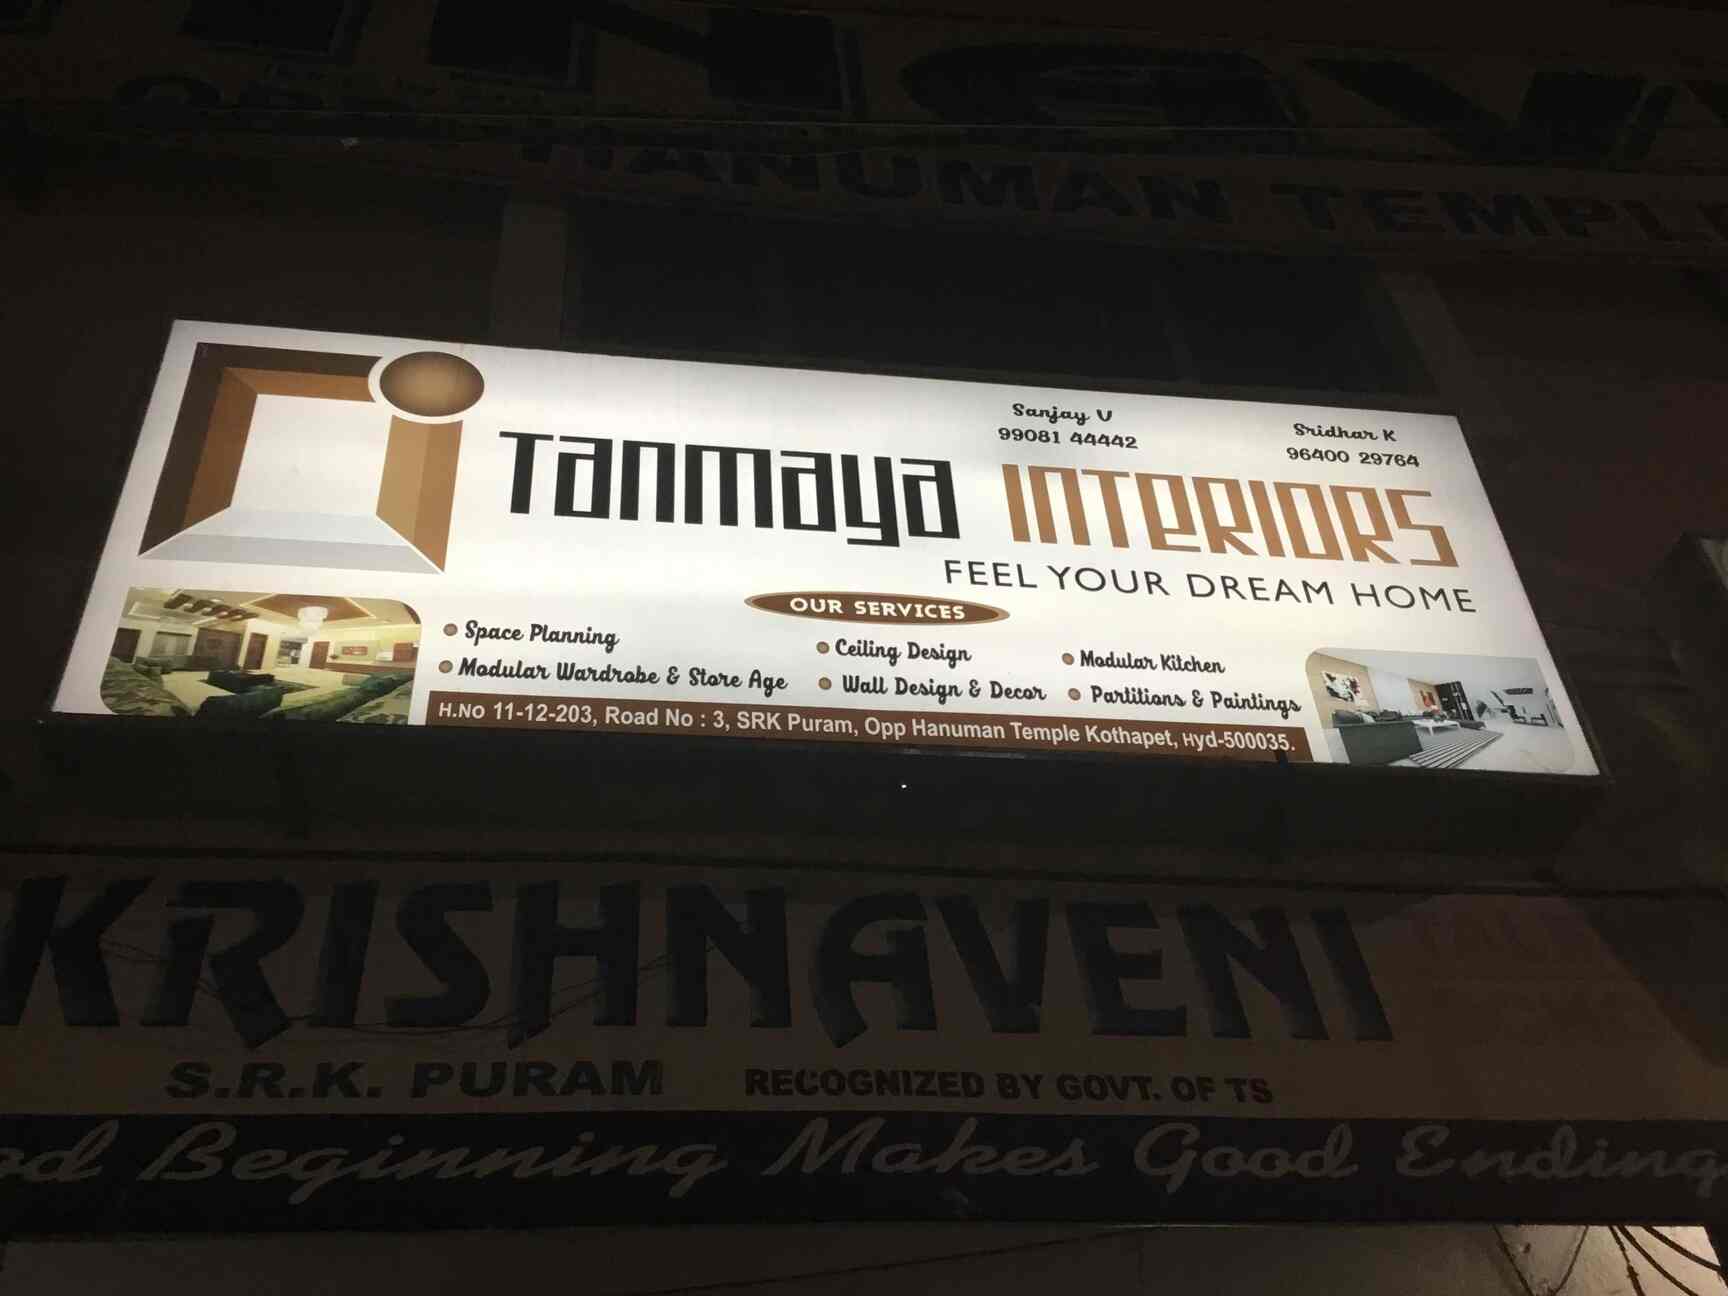 HANUMAN TEMPLE
Sanjay V
99081 44442
Sridhar K
96400 29764
Tanmaya INTeRIORS
FEEL YOUR DREAM HOME
OUR SERVICES
Space Planning
Ceiling Design
Modular Kitchen
Modular Wardrobe & Store Age
Wall Design & Decor
Partitions & Paintings
H.No 11-12-203, Road No : 3, SRK Puram, Opp Hanuman Temple Kothapet, Hyd-500035.
KRISHNAVENI
S.R.K. PURAM RECOGNIZED BY GOVT. OF TS
Beginning Makes Good Ending